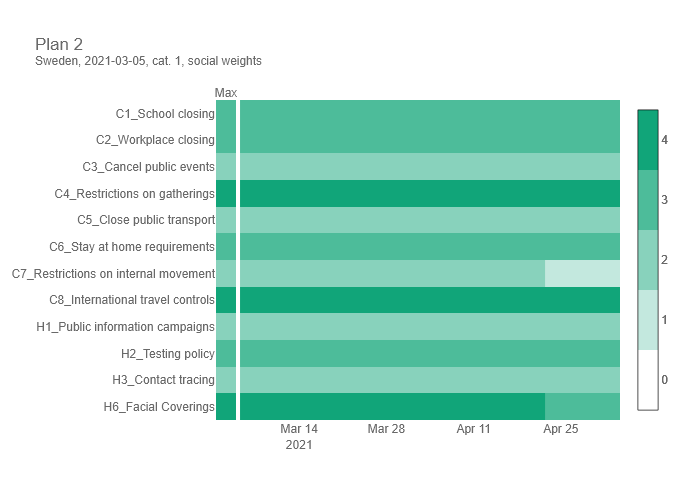 Plan 2
Sweden, 2021-03-05, cat. 1, social weights
Max
C1_School closing
C2_Workplace closing
C3_Cancel public events
C4_Restrictions on gatherings
C5_Close public transport
C6_Stay at home requirements
C7_Restrictions on internal movement
C8_International travel controls
H1_Public information campaigns
H2_Testing policy
H3_Contact tracing
H6_Facial Coverings
4
3
2
1
0
Mar 14 Mar 28 Apr 11 Apr 25
2021